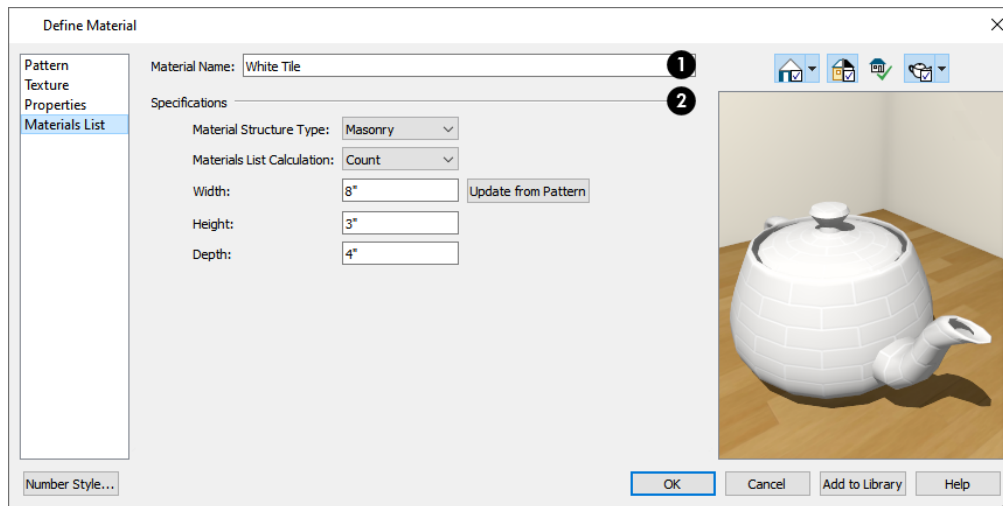 Define Material
Pattern
Texture
Properties
Materials List
Material Name: White Tile 1
Specifications 2
Material Structure Type: Masonry
Materials List Calculation: Count
Width: 8" Update from Pattern
Height: 3"
Depth: 4"
Number Style... OK Cancel Add to Library Help